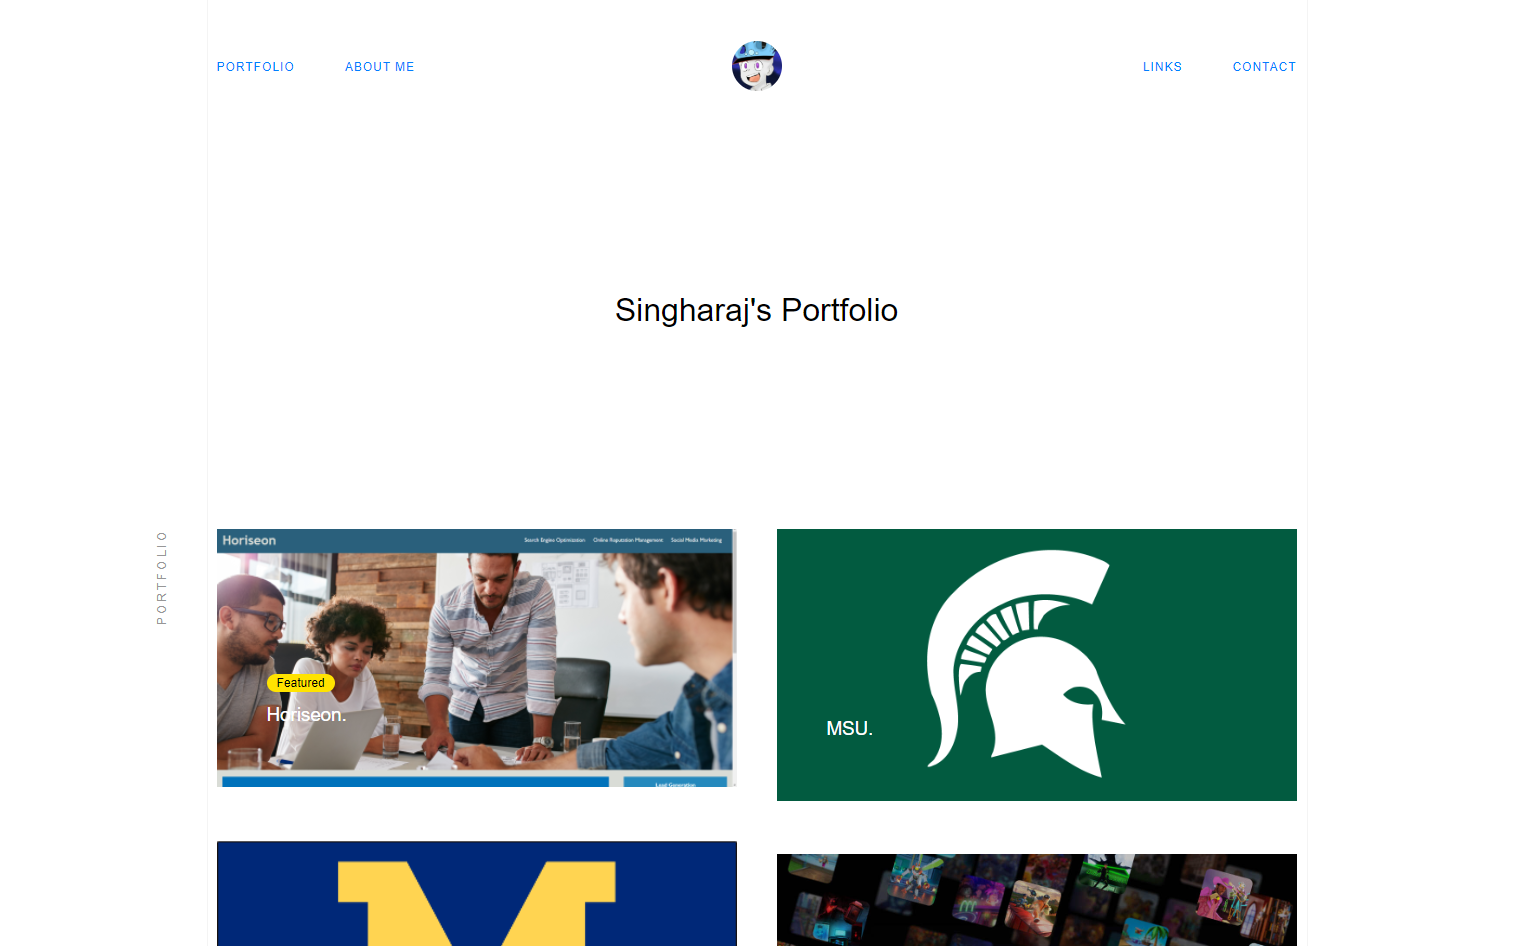 PORTFOLIO ABOUT ME LINKS CONTACT
Singharaj's Portfolio
PORTFOLIO
Horiseon Search Engine Optimization Online Reputation Management Social Media Marketing
Featured
Horiseon.
Lead Generation
MSU.